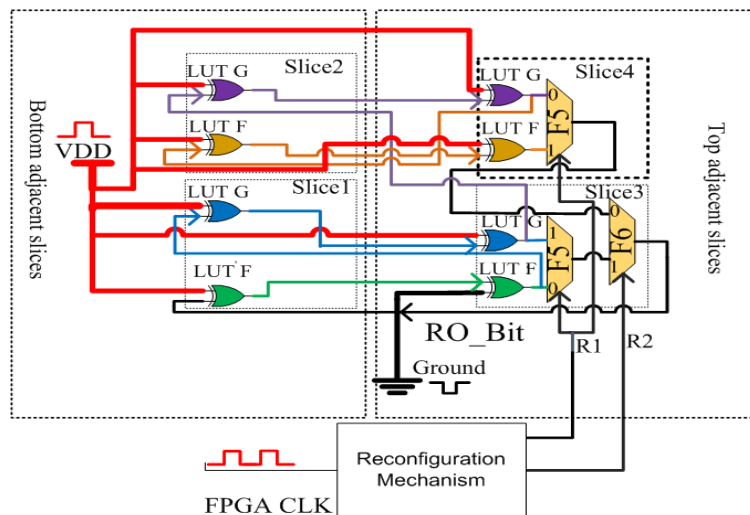 Slice2
LUT G
LUT F
VDD
Bottom adjacent slices
Slice1
LUT G
LUT F
LUT G
Slice4
0
F5
LUT F
1
Top adjacent slices
Slice3
0
LUT G
1
F5
F6
1
LUT F
0
RO_Bit
R1
R2
Ground
Reconfiguration
Mechanism
FPGA CLK